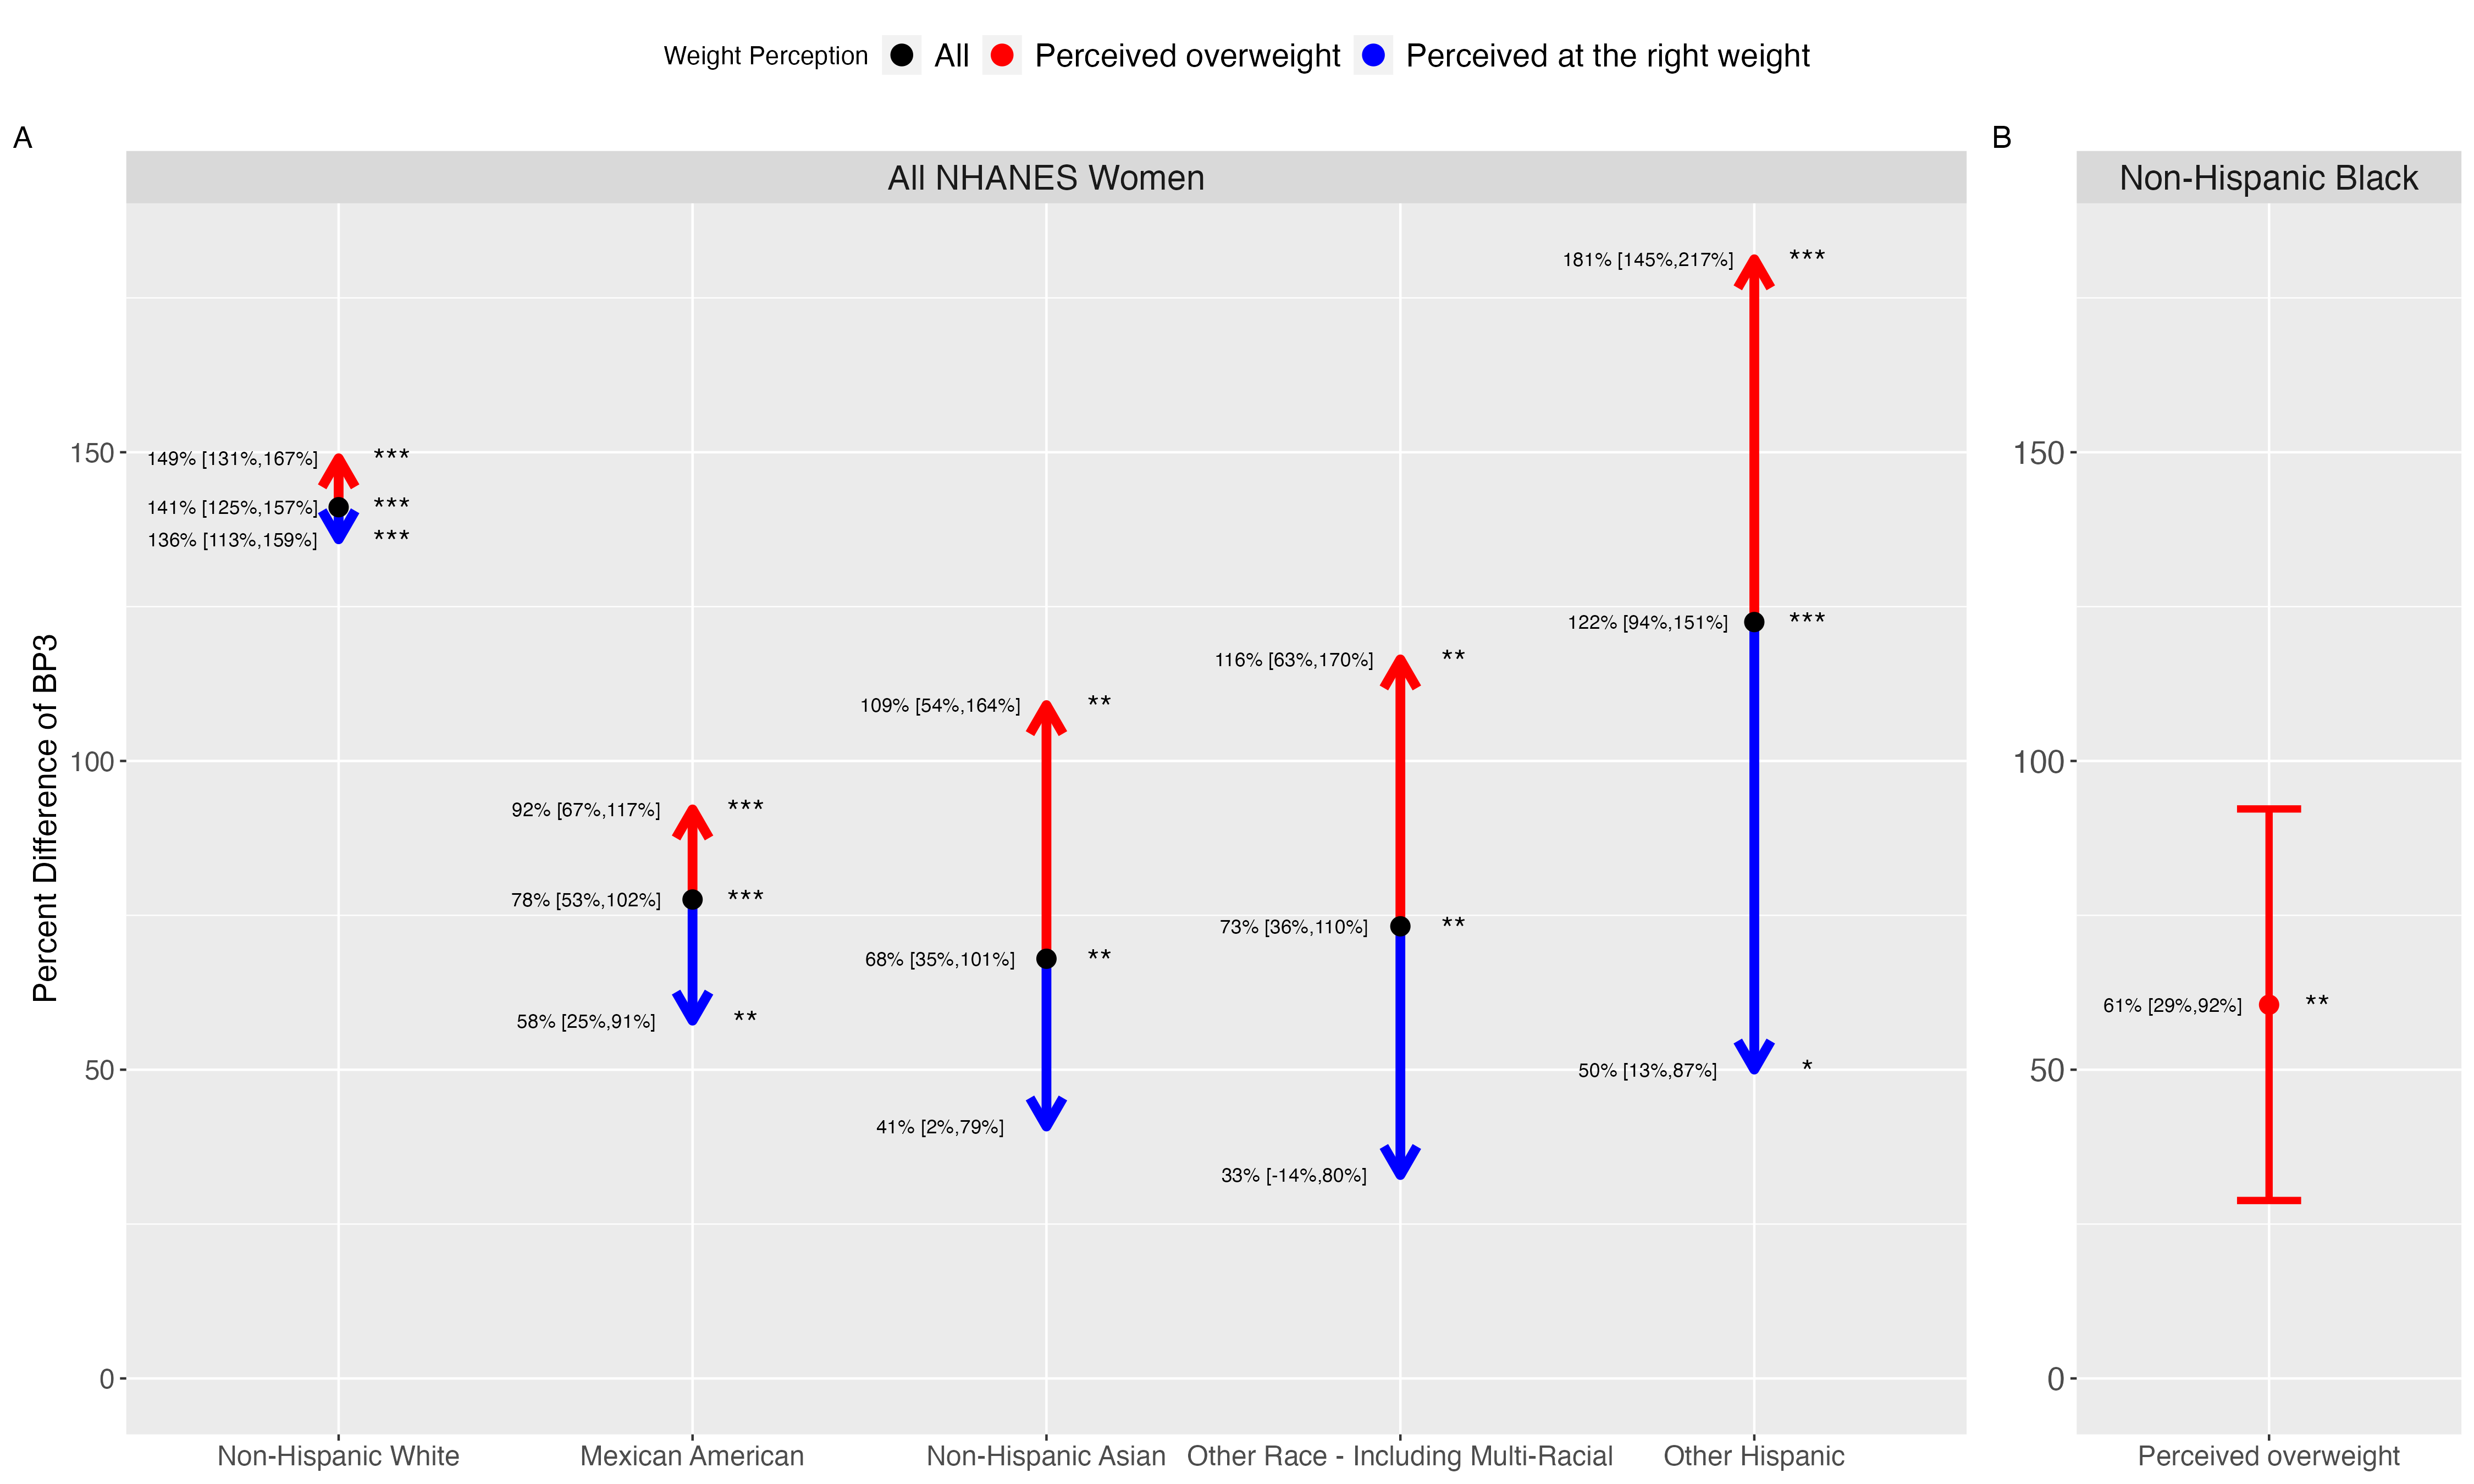 Weight Perception All Perceived overweight Perceived at the right weight
A
B
All NHANES Women
Non-Hispanic Black
Percent Difference of BP3
150
100
50
0
149% [131%,167%] ***
141% [125%,157%] ***
136% [113%,159%] ***
92% [67%,117%] ***
78% [53%,102%] ***
58% [25%,91%] **
109% [54%,164%] **
68% [35%,101%] **
41% [2%,79%]
116% [63%,170%] **
73% [36%,110%] **
33% [-14%,80%]
181% [145%,217%] ***
122% [94%,151%] ***
50% [13%,87%] *
Non-Hispanic White Mexican American Non-Hispanic Asian Other Race - Including Multi-Racial Other Hispanic
150
100
50
0
61% [29%,92%] **
Perceived overweight